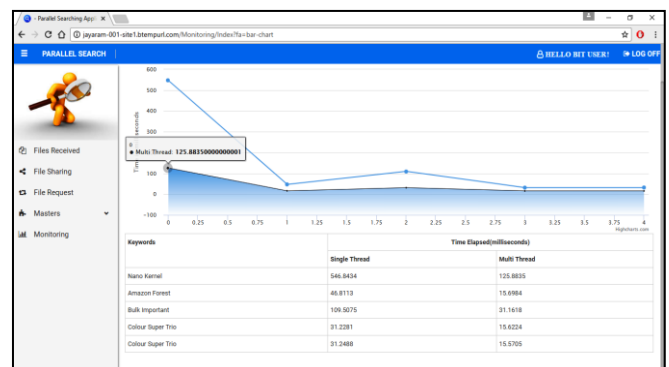 - Parallel Searching Appli
jayaram-001-site1.btempurl.com/Monitoring/Index?fa=bar-chart
PARALLEL SEARCH
HELLO BIT USER!
LOG OFF
Files Received
File Sharing
File Request
Masters
Monitoring
600
500
400
300
100
0
-100
0
Multi Thread: 125.88350000000001
0 0.25 0.5 0.75 1 1.25 1.5 1.75 2 2.25 2.5 2.75 3 3.25 3.5 3.75 4
Highcharts.com
Keywords Time Elapsed(milliseconds)
Single Thread Multi Thread
Nano Kernel 546.8434 125.8835
Amazon Forest 46.8113 15.6984
Bulk Important 109.5075 31.1618
Colour Super Trio 31.2281 15.6224
Colour Super Trio 31.2488 15.5705